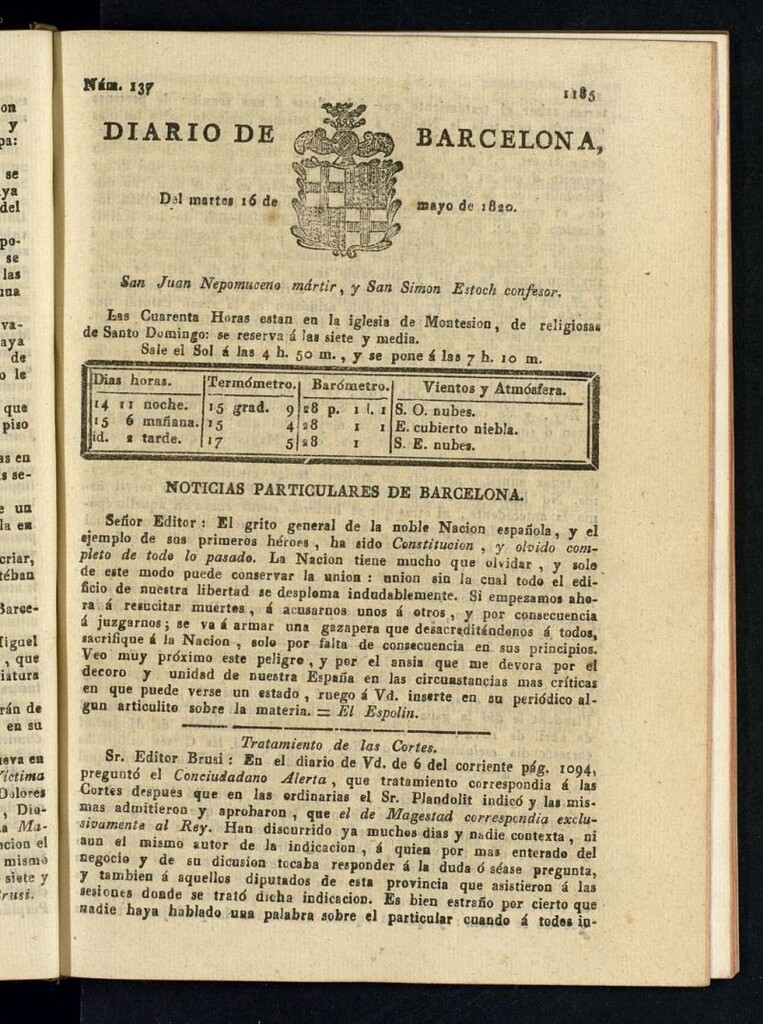 Núm. 137
1185
DIARIO DE BARCELONA,
Del martes 16 de mayo de 1820.
San Juan Nepomuceno mártir, y San Simon Estoch confesor.
Las Cuarenta Horas estan en la iglesia de Montesion, de religiosas
de Santo Domingo: se reserva á las siete y media.
Sale el Sol á las 4 h. 50 m., y se pone á las 7 h. 10 m.
Dias horas. Termómetro. Barómetro. Vientos y Atmósfera.
14 11 noche. 15 grad. 9 28 p. 1 l. 1 S. O. nubes.
15 6 mañana. 15 4 28 1 1 E. cubierto niebla.
id. 2 tarde. 17 5 28 1 S. E. nubes.
NOTICIAS PARTICULARES DE BARCELONA.
Señor Editor: El grito general de la noble Nacion española, y el
ejemplo de sus primeros héroes, ha sido Constitucion, y olvido com-
pleto de todo lo pasado. La Nacion tiene mucho que olvidar, y solo
de este modo puede conservar la union: union sin la cual todo el edi-
ficio de nuestra libertad se desploma indudablemente. Si empezamos aho-
ra á resucitar muertes, á acusarnos unos á otros, y por consecuencia
á juzgarnos; se va á armar una gazapera que desacreditándonos á todos,
sacrifique á la Nacion, solo por falta de consecuencia en sus principios.
Veo muy próximo este peligro, y por el ansia que me devora por el
decoro y unidad de nuestra España en las circunstancias mas críticas
en que puede verse un estado, ruego á Vd. inserte en su periódico al-
gun articulito sobre la materia. = El Espolin.
Tratamiento de las Cortes.
Sr. Editor Brusi: En el diario de Vd. de 6 del corriente pág. 1094,
preguntó el Conciudadano Alerta, que tratamiento correspondia á las
Cortes despues que en las ordinarias el Sr. Plandolit indicó y las mis-
mas admitieron y aprobaron, que el de Magestad correspondia exclu-
sivamente al Rey. Han discurrido ya muchos dias y nadie contexta, ni
aun el mismo autor de la indicacion, á quien por mas enterado del
negocio y de su dicusion tocaba responder á la duda ó séase pregunta,
y tambien á aquellos diputados de esta provincia que asistieron á las
sesiones donde se trató dicha indicacion. Es bien estraño por cierto que
nadie haya hablado una palabra sobre el particular cuando á todos in-